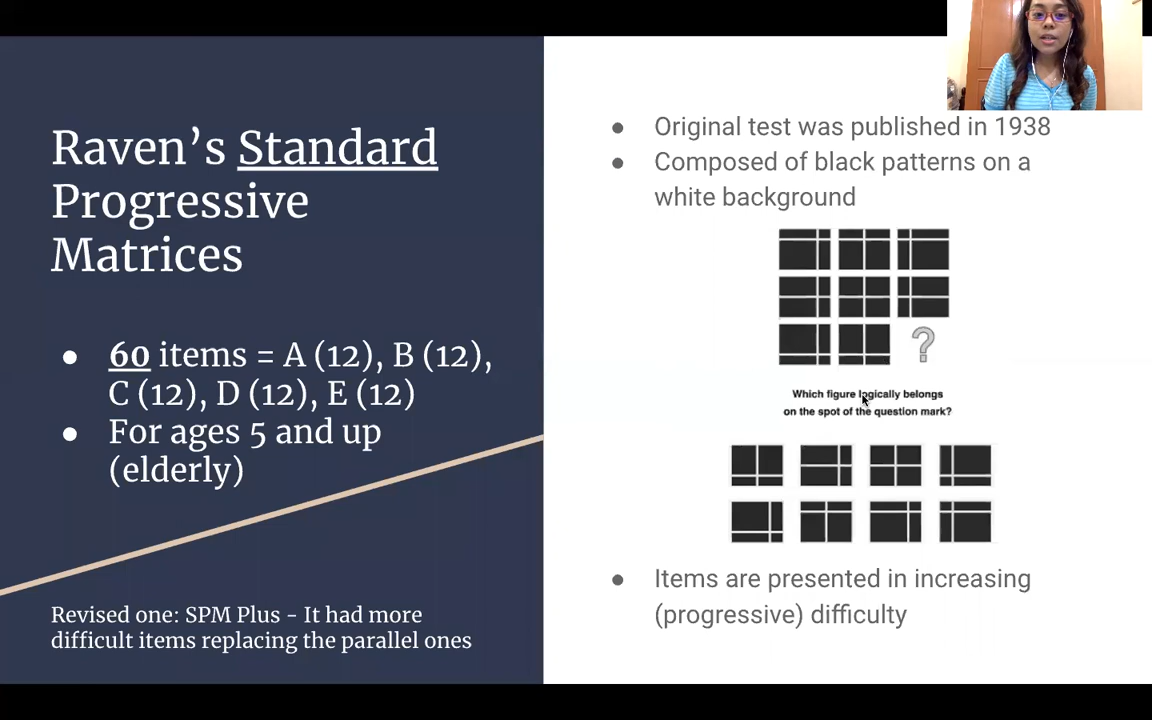 Raven’s Standard
Progressive
Matrices
● 60 items = A (12), B (12),
C (12), D (12), E (12)
● For ages 5 and up
(elderly)
Revised one: SPM Plus - It had more
difficult items replacing the parallel ones
● Original test was published in 1938
● Composed of black patterns on a
white background
?
Which figure logically belongs
on the spot of the question mark?
● Items are presented in increasing
(progressive) difficulty